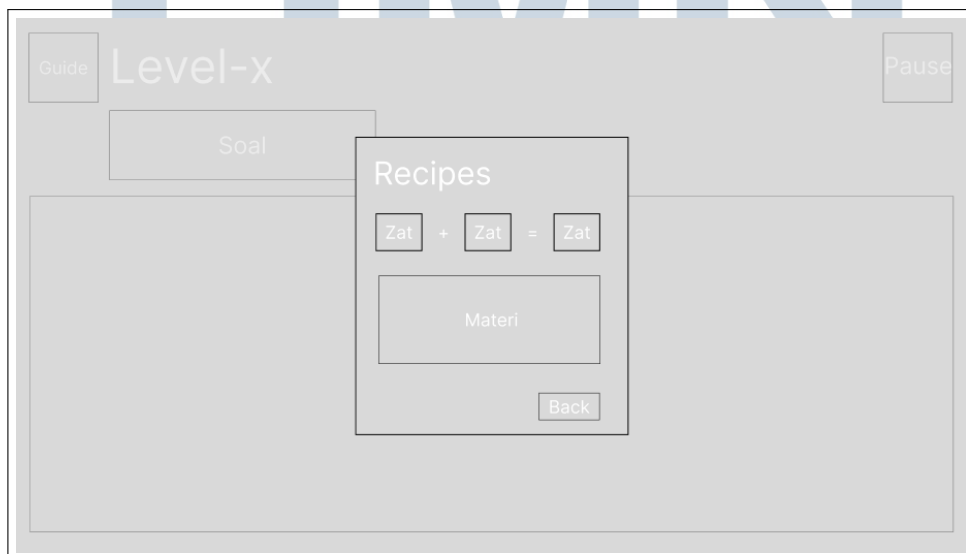 Guide
Level-x
Pause
Soal
Recipes
Zat + Zat = Zat
Materi
Back